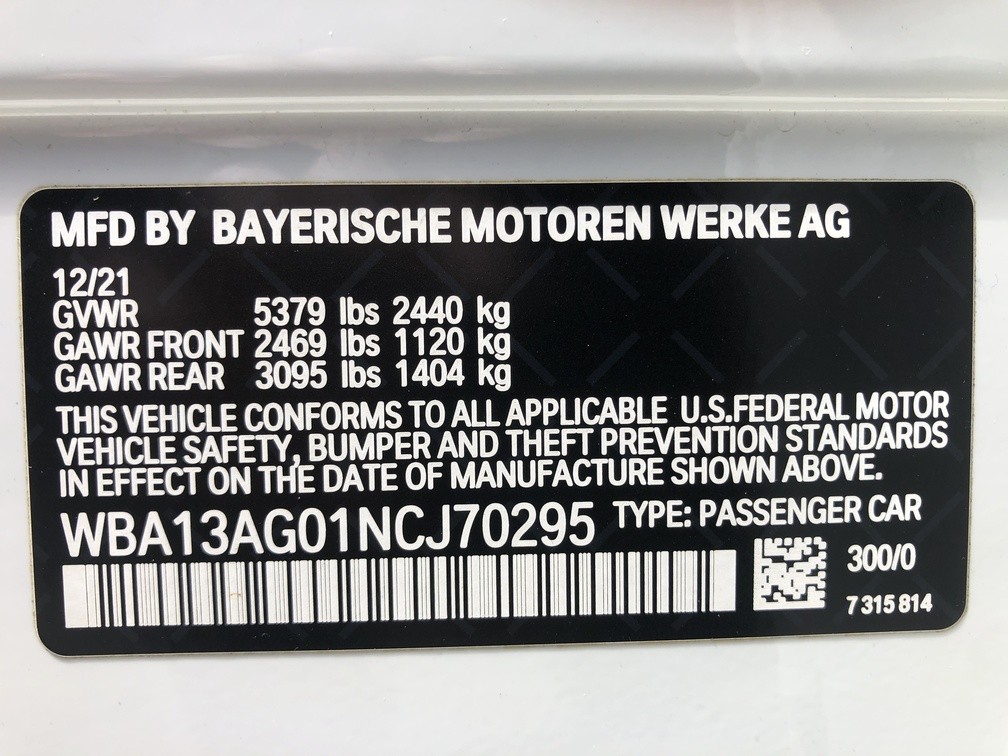 MFD BY BAYERISCHE MOTOREN WERKE AG
12/21
GVWR 5379 lbs 2440 kg
GAWR FRONT 2469 lbs 1120 kg
GAWR REAR 3095 lbs 1404 kg
THIS VEHICLE CONFORMS TO ALL APPLICABLE U.S.FEDERAL MOTOR
VEHICLE SAFETY, BUMPER AND THEFT PREVENTION STANDARDS
IN EFFECT ON THE DATE OF MANUFACTURE SHOWN ABOVE.
WBA13AG01NCJ70295 TYPE: PASSENGER CAR
300/0
7 315 814